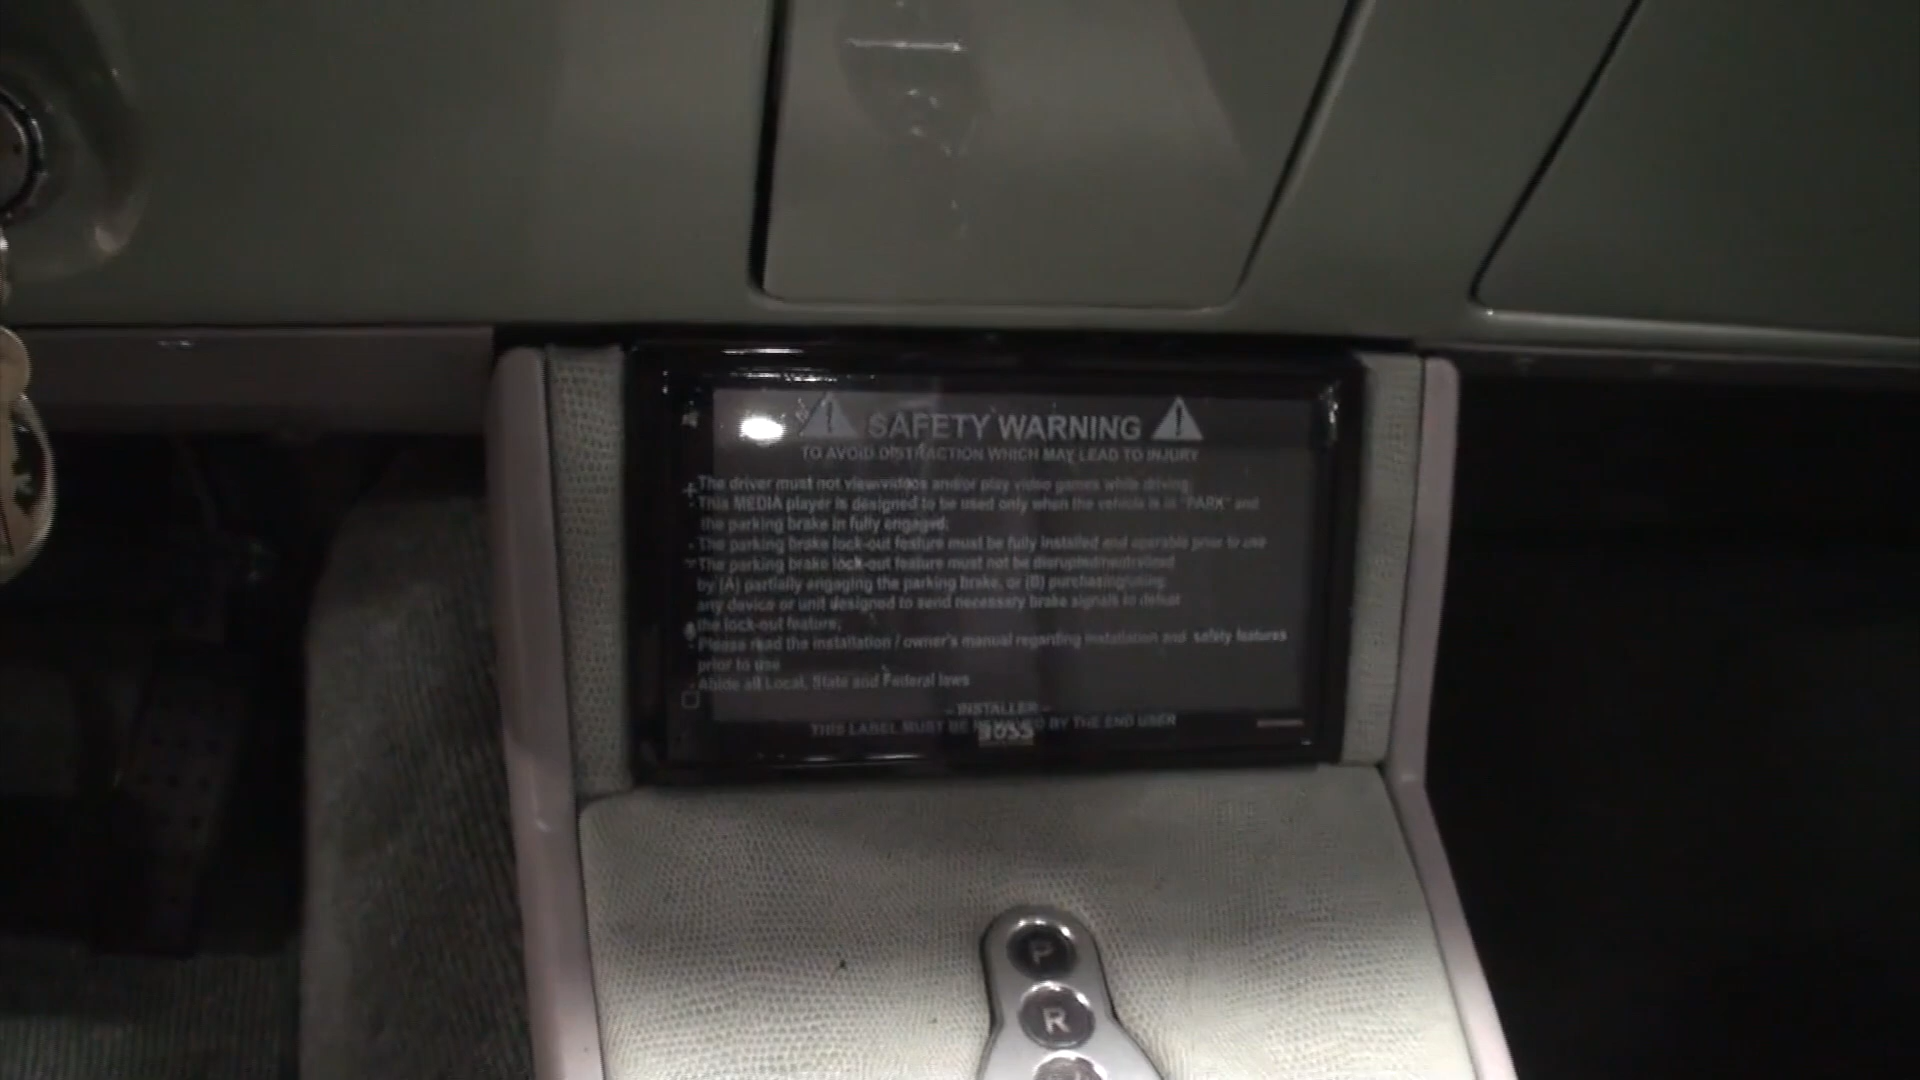 SAFETY WARNING
TO AVOID DISTRACTION WHICH MAY LEAD TO INJURY
The driver must not view videos and/or play video games while driving.
- This MEDIA player is designed to be used only when the vehicle is in "PARK" and
the parking brake in fully engaged.
- The parking brake lock-out feature must be fully installed and operable prior to use
- The parking brake lock-out feature must not be disrupted/neutralized
by (A) partially engaging the parking brake, or (B) purchasing/using
any device or unit designed to send necessary brake signals to defeat
the lock-out feature;
- Please read the installation / owner's manual regarding installation and safety features
prior to use
- Abide all Local, State and Federal laws
- INSTALLER -
THIS LABEL MUST BE REMOVED BY THE END USER
BOSS
P
R